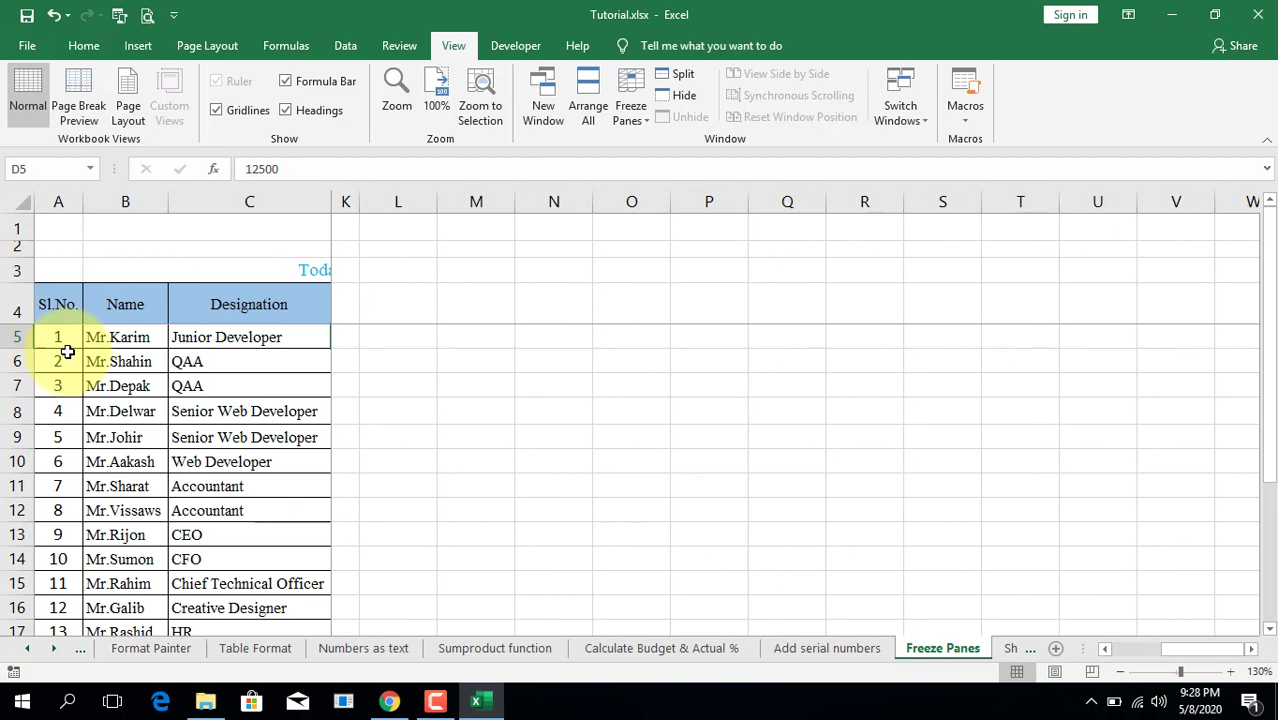 Tutorial.xlsx - Excel
Sign in
File Home Insert Page Layout Formulas Data Review View Developer Help Tell me what you want to do Share
Normal
Page Break Preview
Page Layout
Custom Views
Workbook Views
Ruler
Formula Bar
Gridlines
Headings
Show
Zoom
100%
Zoom to Selection
Zoom
New Window
Arrange All
Freeze Panes
Split
Hide
Unhide
View Side by Side
Synchronous Scrolling
Reset Window Position
Window
Switch Windows
Macros
Macros
D5 fx 12500
A B C K L M N O P Q R S T U V W
1
2
3 Toda
4 Sl.No. Name Designation
5 1 Mr.Karim Junior Developer
6 2 Mr.Shahin QAA
7 3 Mr.Depak QAA
8 4 Mr.Delwar Senior Web Developer
9 5 Mr.Johir Senior Web Developer
10 6 Mr.Aakash Web Developer
11 7 Mr.Sharat Accountant
12 8 Mr.Vissaws Accountant
13 9 Mr.Rijon CEO
14 10 Mr.Sumon CFO
15 11 Mr.Rahim Chief Technical Officer
16 12 Mr.Galib Creative Designer
17 13 Mr.Rashid HR
... Format Painter Table Format Numbers as text Sumproduct function Calculate Budget & Actual % Add serial numbers Freeze Panes Sh ...
130%
9:28 PM
5/8/2020